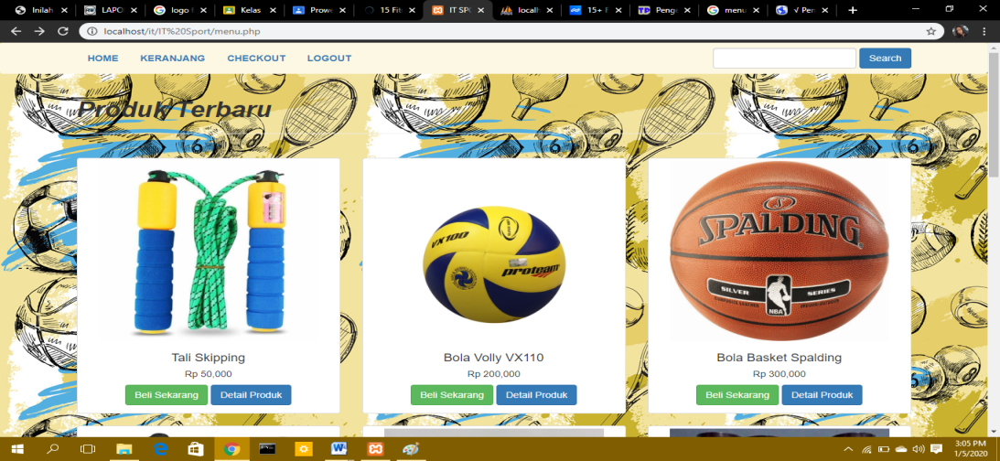 Inilah
LAPO
logo
Kelas
Prowe
15 Fit
IT SPO
local
15+ F
Peng
menu
localhost/it/IT%20Sport/menu.php
HOME KERANJANG CHECKOUT LOGOUT Search
Produk Terbaru
VX100
proteam
SPALDING
SILVER SERIES
NBA
Tali Skipping
Rp 50,000
Beli Sekarang Detail Produk
Bola Volly VX110
Rp 200,000
Beli Sekarang Detail Produk
Bola Basket Spalding
Rp 300,000
Beli Sekarang Detail Produk
3:05 PM
1/5/2020